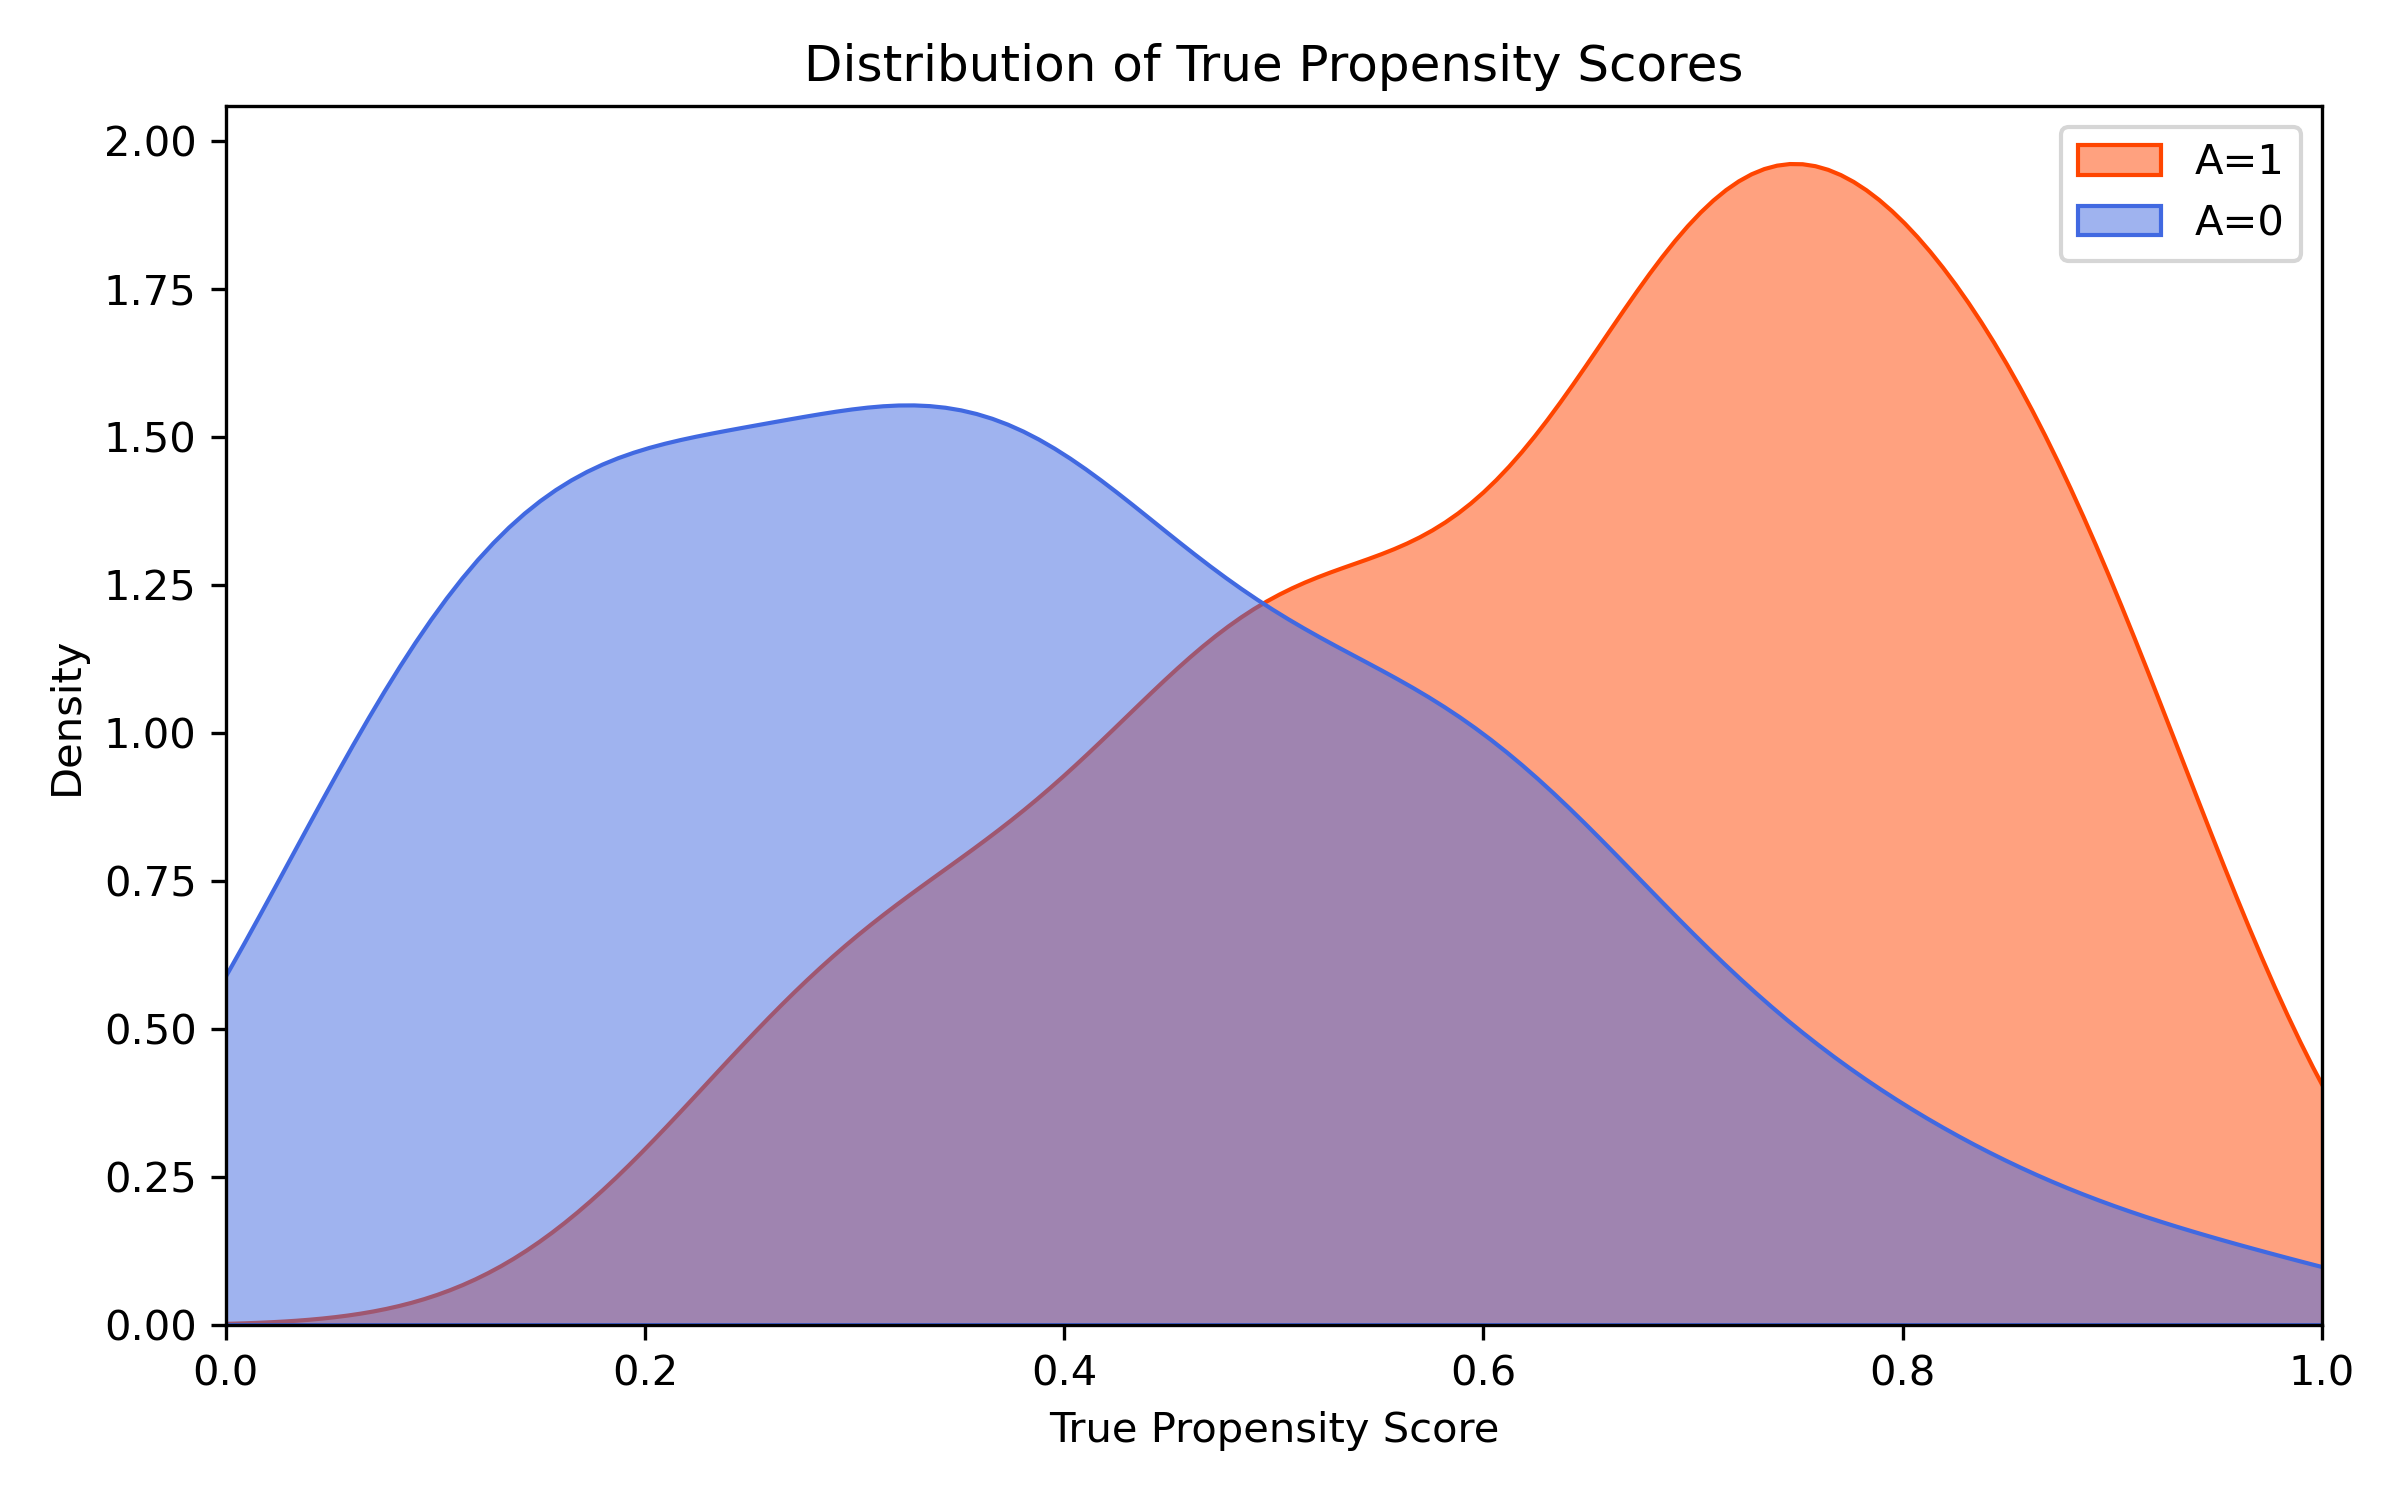 Distribution of True Propensity Scores
A=1
A=0
2.00
1.75
1.50
1.25
1.00
0.75
0.50
0.25
0.00
Density
0.0 0.2 0.4 0.6 0.8 1.0
True Propensity Score